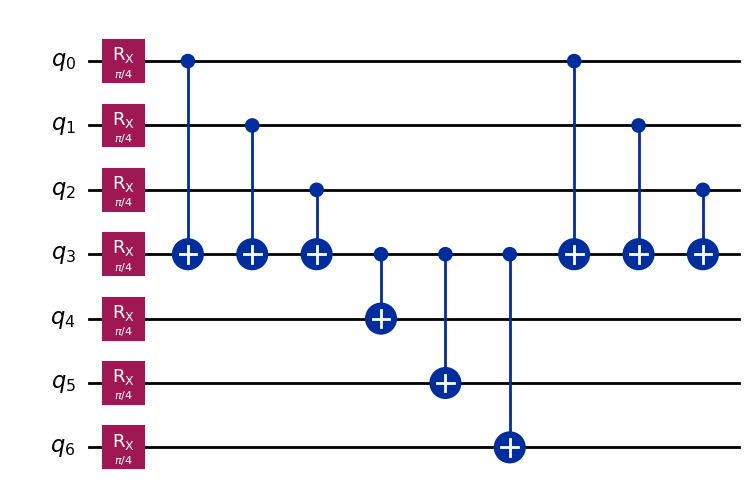 q₀ Rₓ π/4
q₁ Rₓ π/4
q₂ Rₓ π/4
q₃ Rₓ π/4
q₄ Rₓ π/4
q₅ Rₓ π/4
q₆ Rₓ π/4